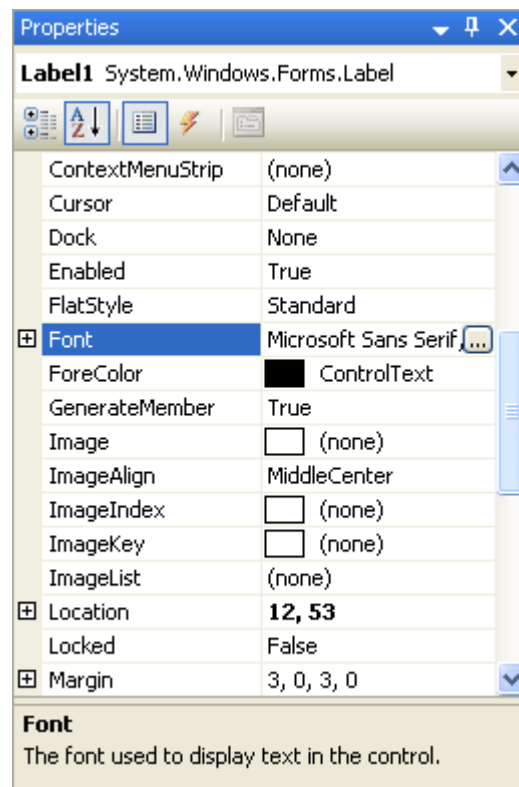 Properties
Label1 System.Windows.Forms.Label
A
Z
ContextMenuStrip (none)
Cursor Default
Dock None
Enabled True
FlatStyle Standard
Font Microsoft Sans Serif, ...
ForeColor ControlText
GenerateMember True
Image (none)
ImageAlign MiddleCenter
ImageIndex (none)
ImageKey (none)
ImageList (none)
Location 12, 53
Locked False
Margin 3, 0, 3, 0
Font
The font used to display text in the control.